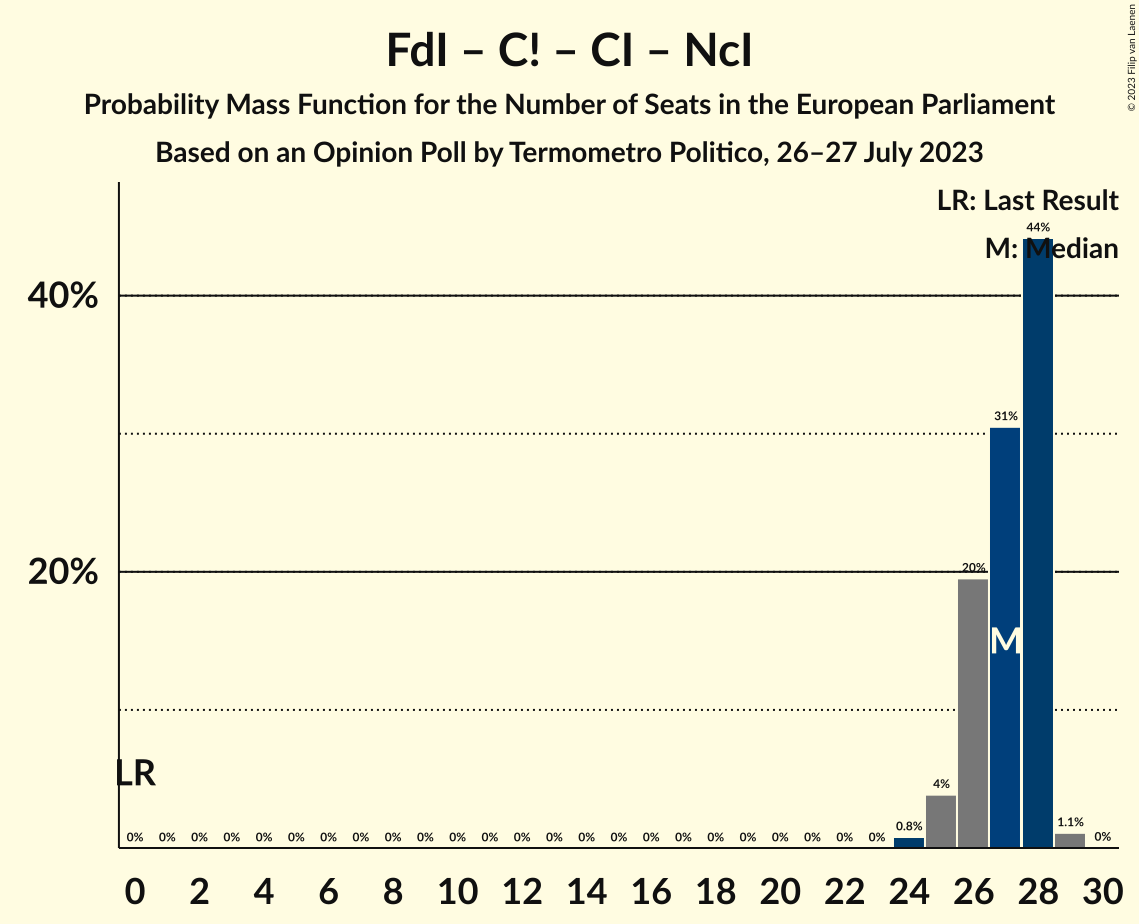 FdI – C! – CI – NcI
Probability Mass Function for the Number of Seats in the European Parliament
Based on an Opinion Poll by Termometro Politico, 26–27 July 2023
© 2023 Filip van Laenen
LR: Last Result
M: Median
44%
40%
31%
20%
20%
M
LR
4%
0% 0% 0% 0% 0% 0% 0% 0% 0% 0% 0% 0% 0% 0% 0% 0% 0% 0% 0% 0% 0% 0% 0% 0% 0.8% 1.1% 0%
0 2 4 6 8 10 12 14 16 18 20 22 24 26 28 30